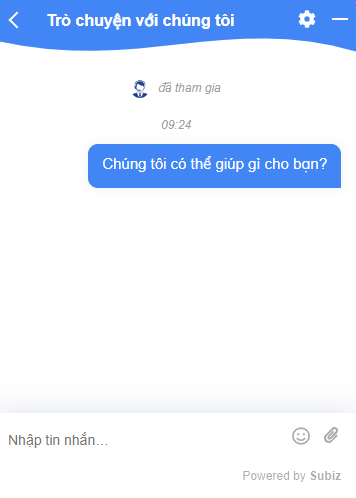 Trò chuyện với chúng tôi
đã tham gia
09:24
Chúng tôi có thể giúp gì cho bạn?
Nhập tin nhắn...
Powered by Subiz